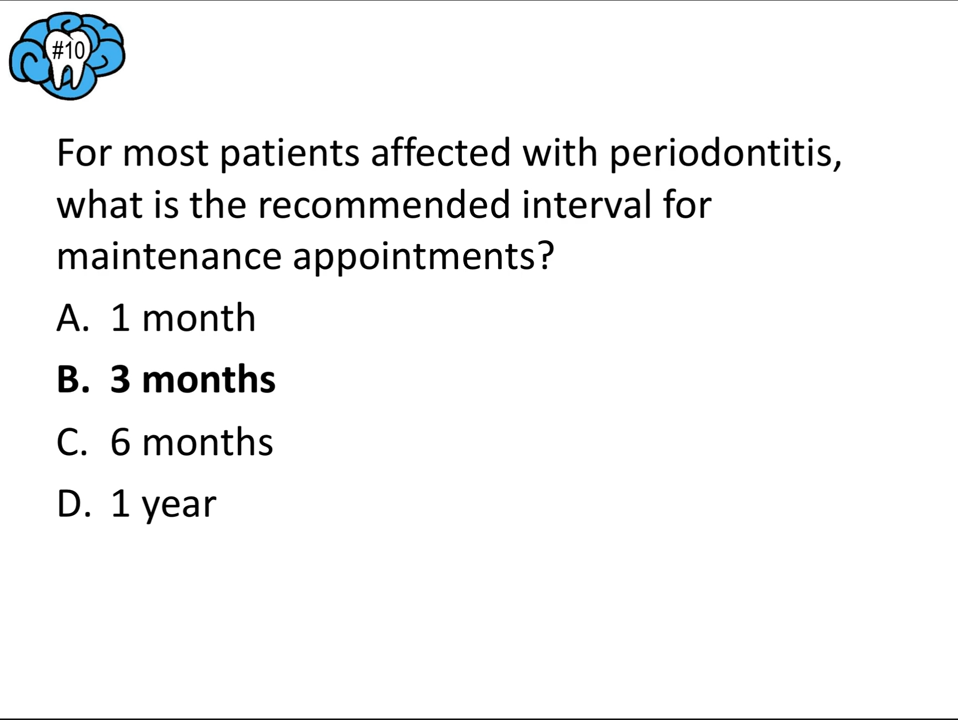 #10
For most patients affected with periodontitis,
what is the recommended interval for
maintenance appointments?
A. 1 month
B. 3 months
C. 6 months
D. 1 year